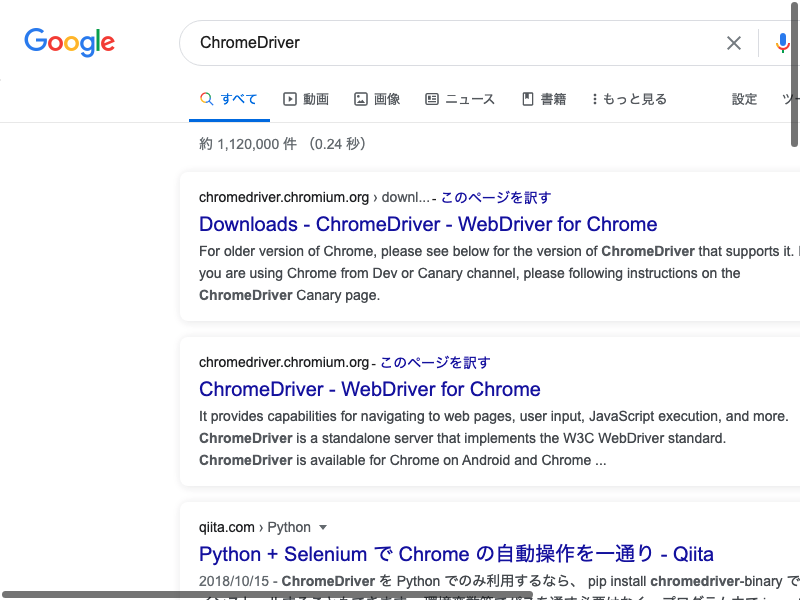 Google
ChromeDriver
すべて 動画 画像 ニュース 書籍 もっと見る 設定 ツー
約 1,120,000 件 （0.24 秒）
chromedriver.chromium.org › downl... - このページを訳す
Downloads - ChromeDriver - WebDriver for Chrome
For older version of Chrome, please see below for the version of ChromeDriver that supports it.
you are using Chrome from Dev or Canary channel, please following instructions on the
ChromeDriver Canary page.
chromedriver.chromium.org - このページを訳す
ChromeDriver - WebDriver for Chrome
It provides capabilities for navigating to web pages, user input, JavaScript execution, and more.
ChromeDriver is a standalone server that implements the W3C WebDriver standard.
ChromeDriver is available for Chrome on Android and Chrome ...
qiita.com › Python
Python + Selenium で Chrome の自動操作を一通り - Qiita
2018/10/15 - ChromeDriver を Python でのみ利用するなら、 pip install chromedriver-binary で